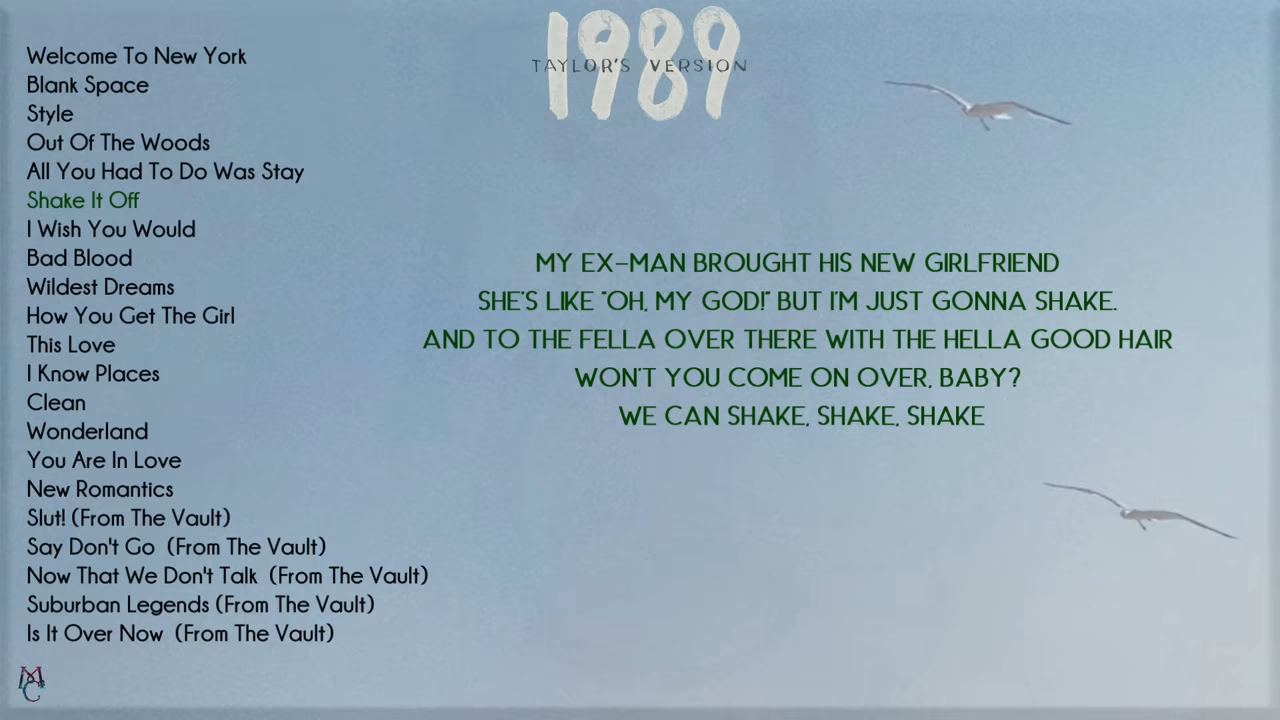 1989
TAYLOR'S VERSION
Welcome To New York
Blank Space
Style
Out Of The Woods
All You Had To Do Was Stay
Shake It Off
I Wish You Would
Bad Blood
Wildest Dreams
How You Get The Girl
This Love
I Know Places
Clean
Wonderland
You Are In Love
New Romantics
Slut! (From The Vault)
Say Don't Go (From The Vault)
Now That We Don't Talk (From The Vault)
Suburban Legends (From The Vault)
Is It Over Now (From The Vault)
MY EX-MAN BROUGHT HIS NEW GIRLFRIEND
SHE'S LIKE "OH, MY GOD!" BUT I'M JUST GONNA SHAKE.
AND TO THE FELLA OVER THERE WITH THE HELLA GOOD HAIR
WON'T YOU COME ON OVER, BABY?
WE CAN SHAKE, SHAKE, SHAKE
MC